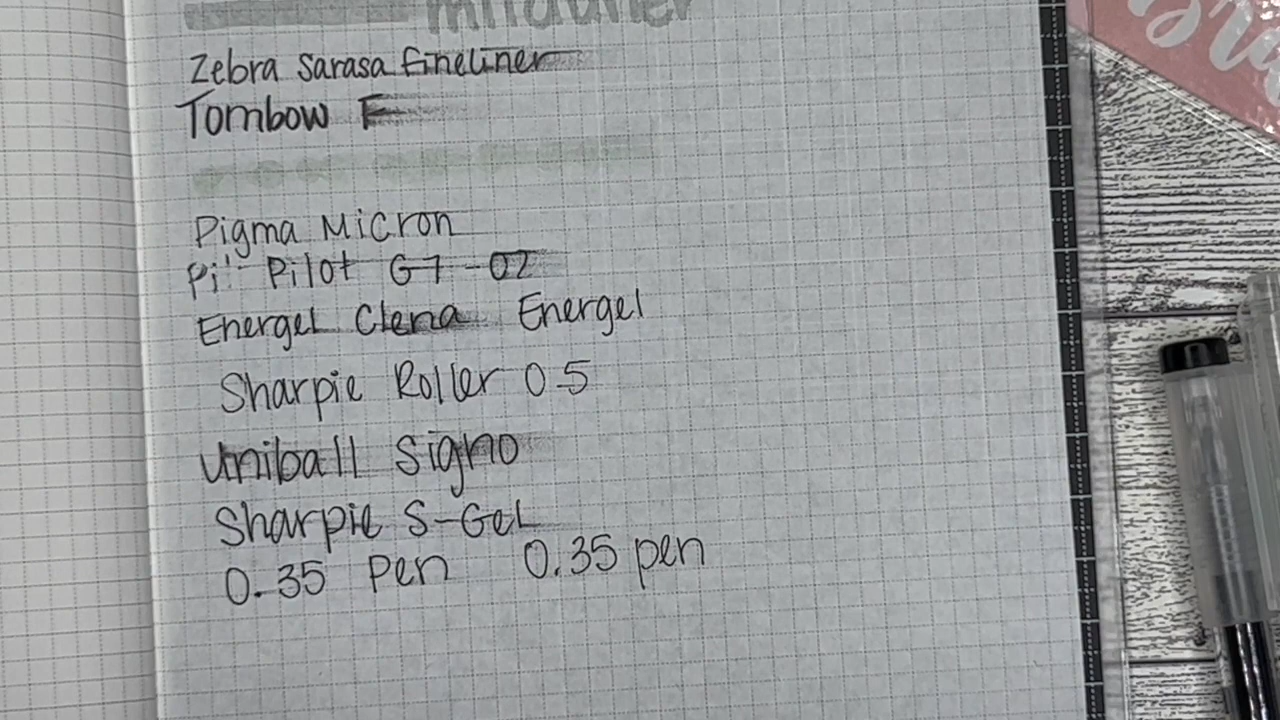 mildliner
Zebra Sarasa fineliner
Tombow F
Pigma Micron
Pi Pilot G7-02
Energel Clena Energel
Sharpie Roller 0.5
Uniball Signo
Sharpie S-Gel
0.35 Pen 0.35 pen